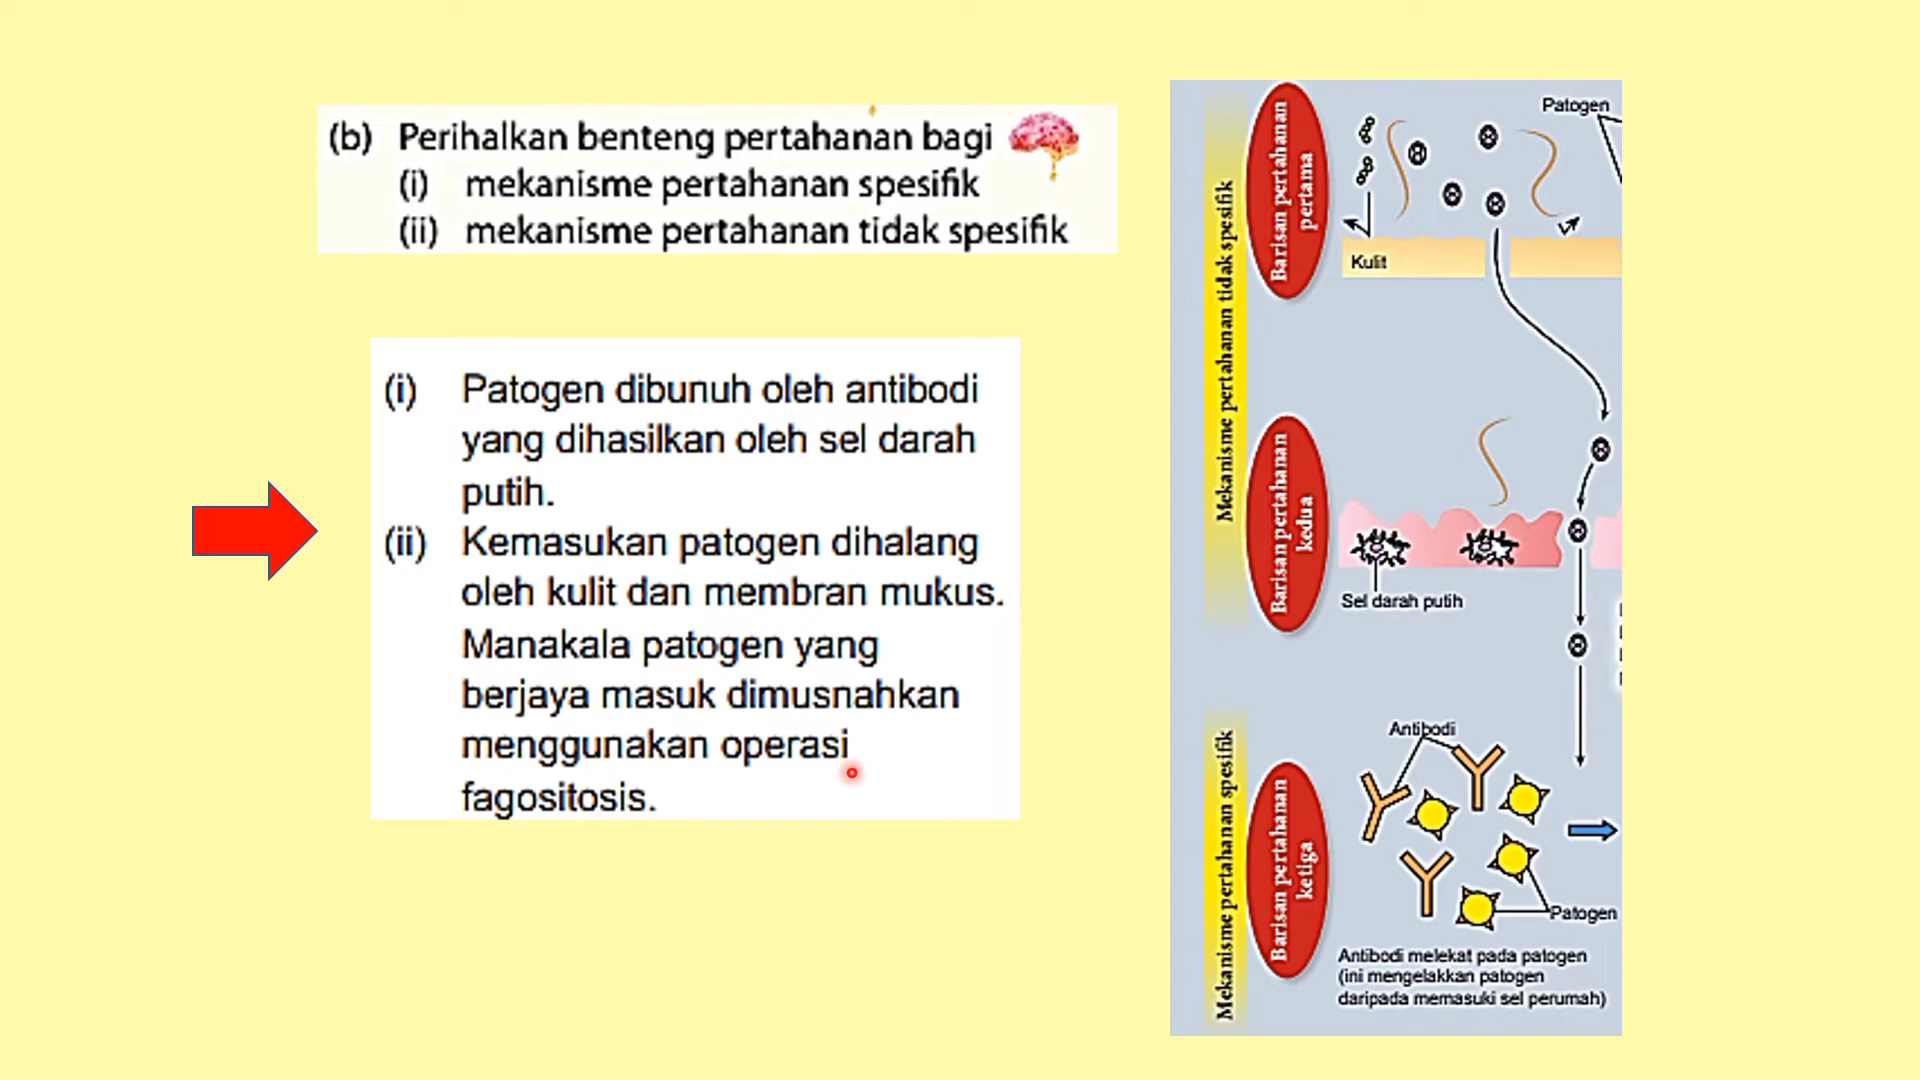 (b) Perihalkan benteng pertahanan bagi
(i) mekanisme pertahanan spesifik
(ii) mekanisme pertahanan tidak spesifik
(i) Patogen dibunuh oleh antibodi
yang dihasilkan oleh sel darah
putih.
(ii) Kemasukan patogen dihalang
oleh kulit dan membran mukus.
Manakala patogen yang
berjaya masuk dimusnahkan
menggunakan operasi
fagositosis.
Mekanisme pertahanan tidak spesifik
Barisan pertahanan
pertama
Patogen
Kulit
Barisan pertahanan
kedua
Sel darah putih
Mekanisme pertahanan spesifik
Barisan pertahanan
ketiga
Antibodi
Patogen
Antibodi melekat pada patogen
(ini mengelakkan patogen
daripada memasuki sel perumah)